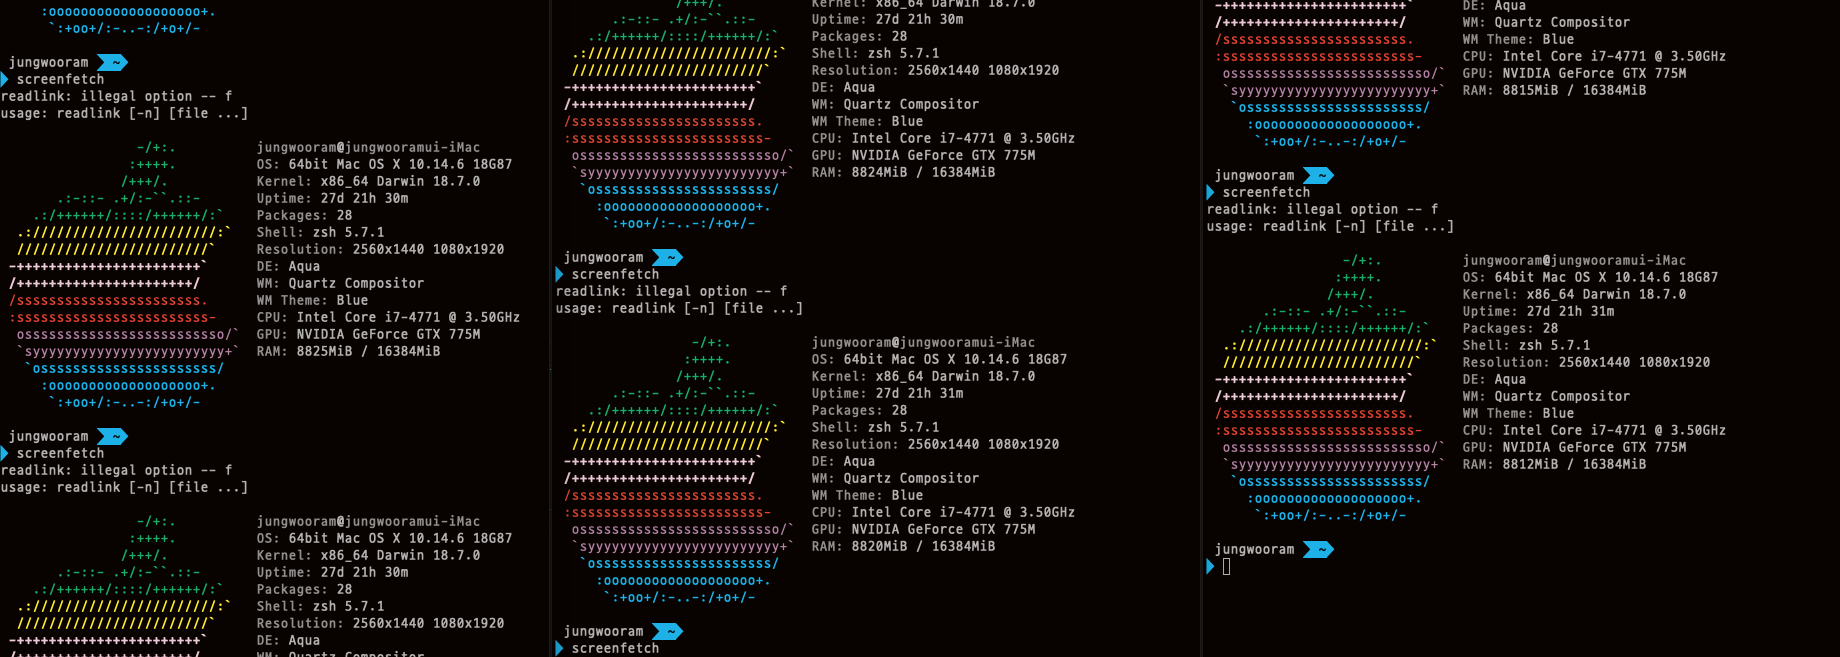 :ooooooooooooooooooo+.
`:+oo+/:-..-:/+o+/-
jungwooram ~
screenfetch
readlink: illegal option -- f
usage: readlink [-n] [file ...]
-/+:. jungwooram@jungwooramui-iMac
:++++. OS: 64bit Mac OS X 10.14.6 18G87
/+++/. Kernel: x86_64 Darwin 18.7.0
.:-::- .+/:-``.::- Uptime: 27d 21h 30m
.:/++++++/::::/++++++/:` Packages: 28
.:///////////////////////:` Shell: zsh 5.7.1
////////////////////////` Resolution: 2560x1440 1080x1920
-+++++++++++++++++++++++` DE: Aqua
/++++++++++++++++++++++/ WM: Quartz Compositor
/sssssssssssssssssssssss. WM Theme: Blue
:ssssssssssssssssssssssss- CPU: Intel Core i7-4771 @ 3.50GHz
osssssssssssssssssssssssso/` GPU: NVIDIA GeForce GTX 775M
`syyyyyyyyyyyyyyyyyyyyyyyy+` RAM: 8825MiB / 16384MiB
`ossssssssssssssssssssss/
:ooooooooooooooooooo+.
`:+oo+/:-..-:/+o+/-
jungwooram ~
screenfetch
readlink: illegal option -- f
usage: readlink [-n] [file ...]
-/+:. jungwooram@jungwooramui-iMac
:++++. OS: 64bit Mac OS X 10.14.6 18G87
/+++/. Kernel: x86_64 Darwin 18.7.0
.:-::- .+/:-``.::- Uptime: 27d 21h 30m
.:/++++++/::::/++++++/:` Packages: 28
.:///////////////////////:` Shell: zsh 5.7.1
////////////////////////` Resolution: 2560x1440 1080x1920
-+++++++++++++++++++++++` DE: Aqua
/++++++++++++++++++++++/ WM: Quartz Compositor
/+++/. Kernel: x86_64 Darwin 18.7.0
.:-::- .+/:-``.::- Uptime: 27d 21h 30m
.:/++++++/::::/++++++/:` Packages: 28
.:///////////////////////:` Shell: zsh 5.7.1
////////////////////////` Resolution: 2560x1440 1080x1920
-+++++++++++++++++++++++` DE: Aqua
/++++++++++++++++++++++/ WM: Quartz Compositor
/sssssssssssssssssssssss. WM Theme: Blue
:ssssssssssssssssssssssss- CPU: Intel Core i7-4771 @ 3.50GHz
osssssssssssssssssssssssso/` GPU: NVIDIA GeForce GTX 775M
`syyyyyyyyyyyyyyyyyyyyyyyy+` RAM: 8824MiB / 16384MiB
`ossssssssssssssssssssss/
:ooooooooooooooooooo+.
`:+oo+/:-..-:/+o+/-
jungwooram ~
screenfetch
readlink: illegal option -- f
usage: readlink [-n] [file ...]
-/+:. jungwooram@jungwooramui-iMac
:++++. OS: 64bit Mac OS X 10.14.6 18G87
/+++/. Kernel: x86_64 Darwin 18.7.0
.:-::- .+/:-``.::- Uptime: 27d 21h 31m
.:/++++++/::::/++++++/:` Packages: 28
.:///////////////////////:` Shell: zsh 5.7.1
////////////////////////` Resolution: 2560x1440 1080x1920
-+++++++++++++++++++++++` DE: Aqua
/++++++++++++++++++++++/ WM: Quartz Compositor
/sssssssssssssssssssssss. WM Theme: Blue
:ssssssssssssssssssssssss- CPU: Intel Core i7-4771 @ 3.50GHz
osssssssssssssssssssssssso/` GPU: NVIDIA GeForce GTX 775M
`syyyyyyyyyyyyyyyyyyyyyyyy+` RAM: 8820MiB / 16384MiB
`ossssssssssssssssssssss/
:ooooooooooooooooooo+.
`:+oo+/:-..-:/+o+/-
jungwooram ~
screenfetch
-+++++++++++++++++++++++` DE: Aqua
/++++++++++++++++++++++/ WM: Quartz Compositor
/sssssssssssssssssssssss. WM Theme: Blue
:ssssssssssssssssssssssss- CPU: Intel Core i7-4771 @ 3.50GHz
osssssssssssssssssssssssso/` GPU: NVIDIA GeForce GTX 775M
`syyyyyyyyyyyyyyyyyyyyyyyy+` RAM: 8815MiB / 16384MiB
`ossssssssssssssssssssss/
:ooooooooooooooooooo+.
`:+oo+/:-..-:/+o+/-
jungwooram ~
screenfetch
readlink: illegal option -- f
usage: readlink [-n] [file ...]
-/+:. jungwooram@jungwooramui-iMac
:++++. OS: 64bit Mac OS X 10.14.6 18G87
/+++/. Kernel: x86_64 Darwin 18.7.0
.:-::- .+/:-``.::- Uptime: 27d 21h 31m
.:/++++++/::::/++++++/:` Packages: 28
.:///////////////////////:` Shell: zsh 5.7.1
////////////////////////` Resolution: 2560x1440 1080x1920
-+++++++++++++++++++++++` DE: Aqua
/++++++++++++++++++++++/ WM: Quartz Compositor
/sssssssssssssssssssssss. WM Theme: Blue
:ssssssssssssssssssssssss- CPU: Intel Core i7-4771 @ 3.50GHz
osssssssssssssssssssssssso/` GPU: NVIDIA GeForce GTX 775M
`syyyyyyyyyyyyyyyyyyyyyyyy+` RAM: 8812MiB / 16384MiB
`ossssssssssssssssssssss/
:ooooooooooooooooooo+.
`:+oo+/:-..-:/+o+/-
jungwooram ~